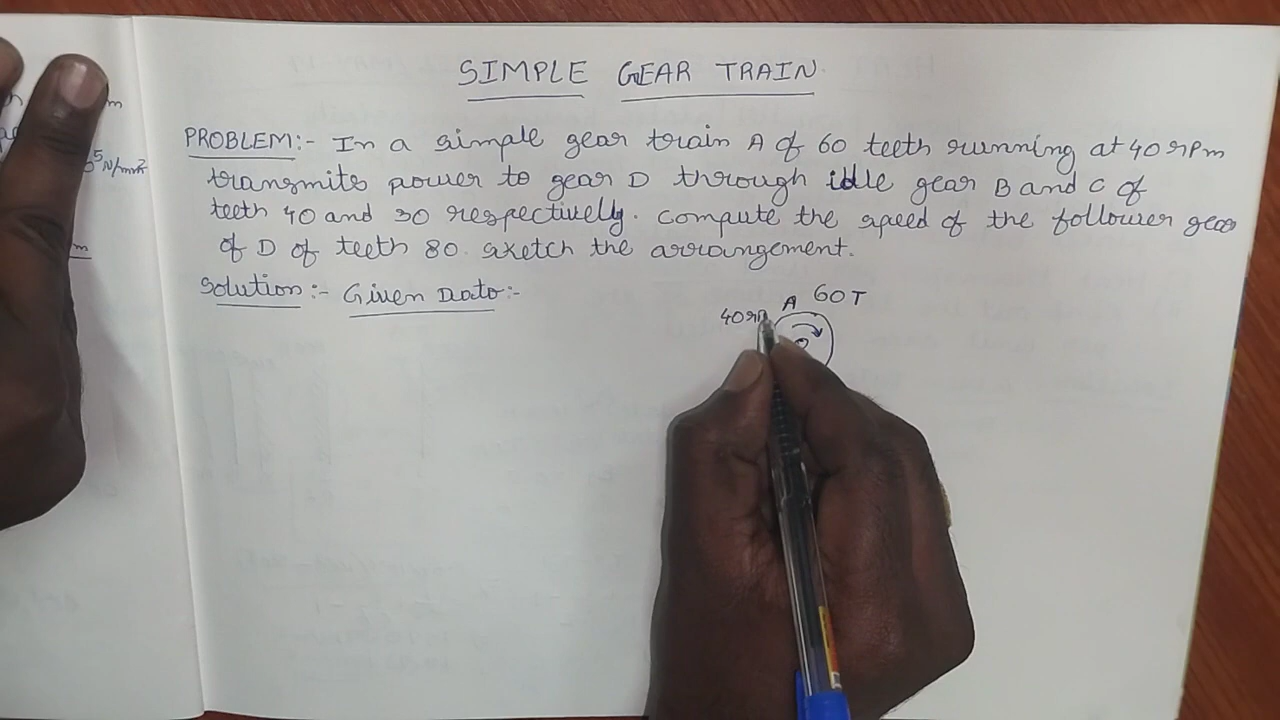 SIMPLE GEAR TRAIN
PROBLEM:- In a simple gear train A of 60 teeth running at 40 rpm
transmits power to gear D through idle gear B and C of
teeth 40 and 30 respectively. compute the speed of the follower gear
of D of teeth 80. sketch the arrangement.
Solution:- Given Data:-
A 60T
40rp
m
5 N/mm2
m